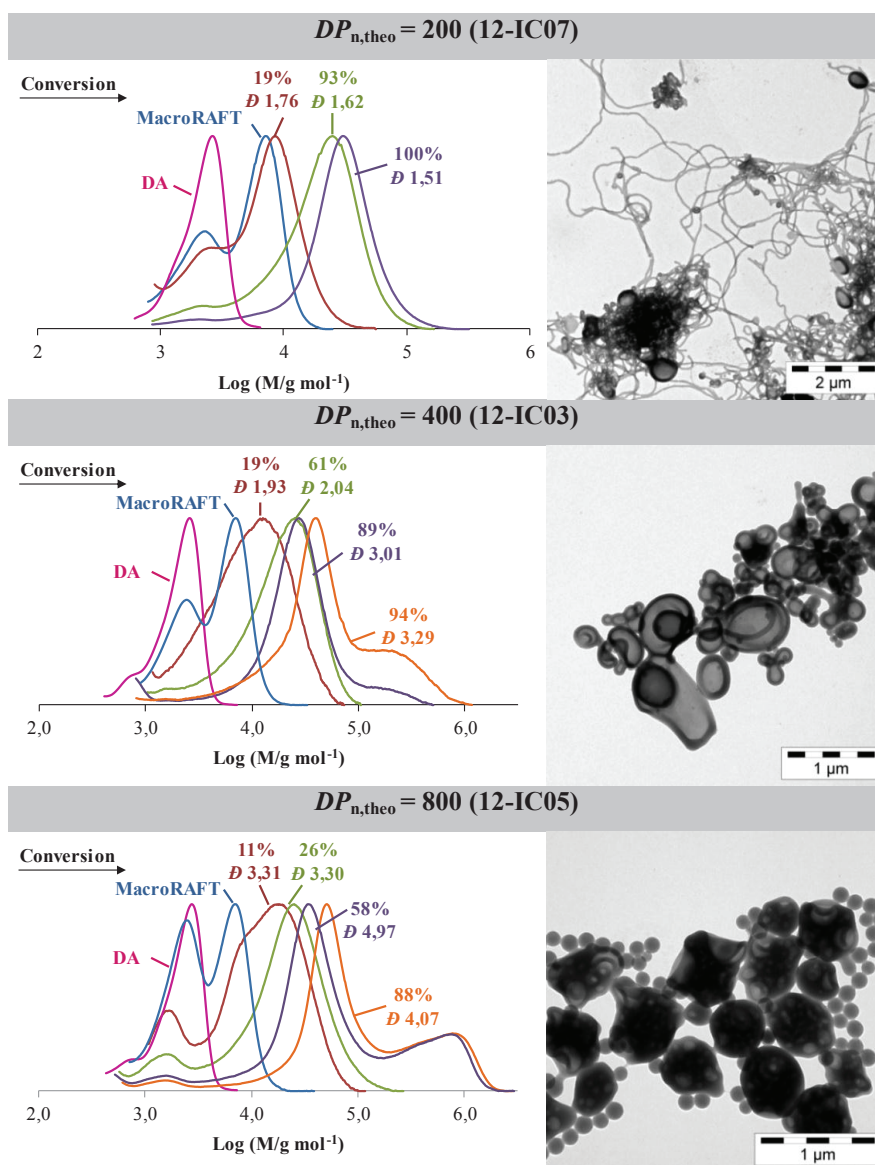 DPn,theo = 200 (12-IC07)
Conversion
19%
Đ 1,76
93%
Đ 1,62
MacroRAFT
100%
Đ 1,51
DA
2 3 4 5 6
Log (M/g mol-1)
2 µm
DPn,theo = 400 (12-IC03)
Conversion
19%
Đ 1,93
61%
Đ 2,04
MacroRAFT
89%
Đ 3,01
DA
94%
Đ 3,29
2,0 3,0 4,0 5,0 6,0
Log (M/g mol-1)
1 µm
DPn,theo = 800 (12-IC05)
Conversion
11%
Đ 3,31
26%
Đ 3,30
MacroRAFT
58%
Đ 4,97
DA
88%
Đ 4,07
2,0 3,0 4,0 5,0 6,0
Log (M/g mol-1)
1 µm